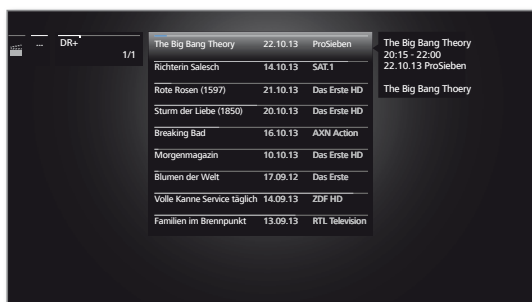 ...
DR+
1/1
The Big Bang Theory 22.10.13 ProSieben
Richterin Salesch 14.10.13 SAT.1
Rote Rosen (1597) 21.10.13 Das Erste HD
Sturm der Liebe (1850) 20.10.13 Das Erste HD
Breaking Bad 16.10.13 AXN Action
Morgenmagazin 10.10.13 Das Erste HD
Blumen der Welt 17.09.12 Das Erste
Volle Kanne Service täglich 14.09.13 ZDF HD
Familien im Brennpunkt 13.09.13 RTL Television
The Big Bang Theory
20:15 - 22:00
22.10.13 ProSieben
The Big Bang Thoery